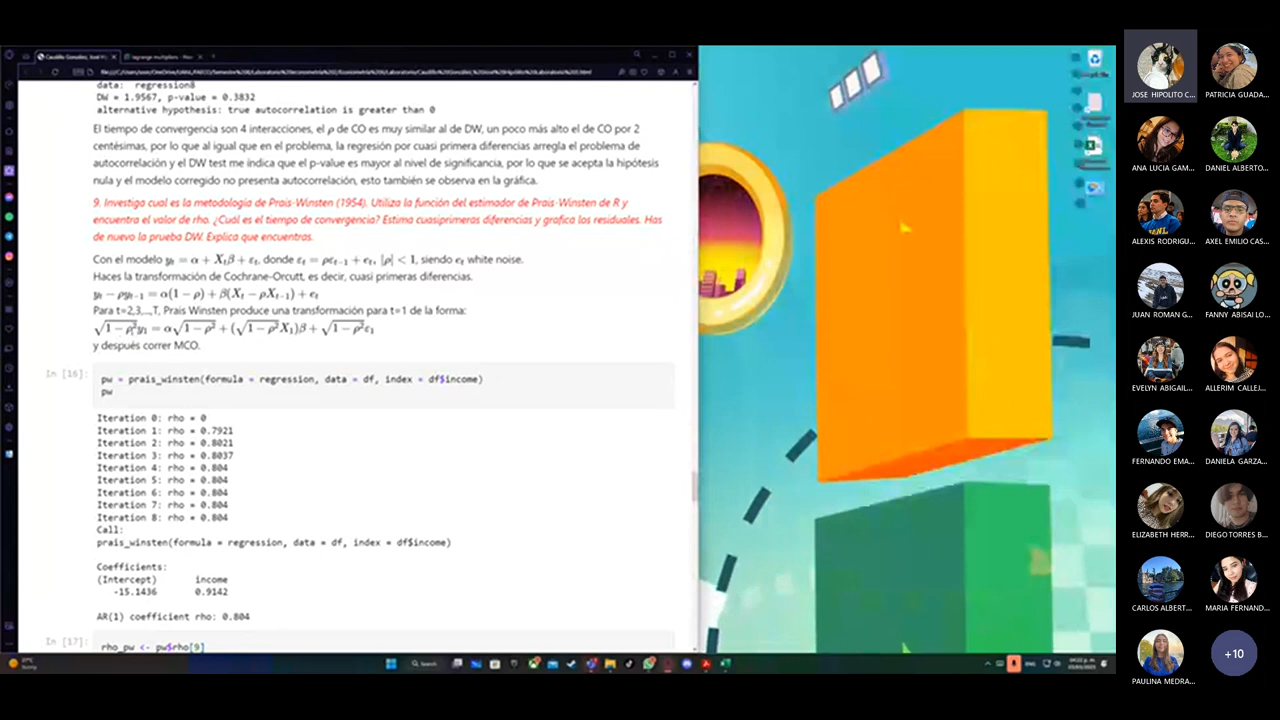 Caudillo González, José H
lagrange multipliers - Wo
data: regression8
DW = 1.9567, p-value = 0.3832
alternative hypothesis: true autocorrelation is greater than 0
El tiempo de convergencia son 4 interacciones, el ρ de CO es muy similar al de DW, un poco más alto el de CO por 2
centésimas, por lo que al igual que en el problema, la regresión por cuasi primera diferencias arregla el problema de
autocorrelación y el DW test me indica que el p-value es mayor al nivel de significancia, por lo que se acepta la hipótesis
nula y el modelo corregido no presenta autocorrelación, esto también se observa en la gráfica.
9. Investiga cual es la metodología de Prais-Winsten (1954). Utiliza la función del estimador de Prais-Winsten de R y
encuentra el valor de rho. ¿Cuál es el tiempo de convergencia? Estima cuasiprimeras diferencias y grafica los residuales. Has
de nuevo la prueba DW. Explica que encuentras.
Con el modelo yₜ = α + Xₜβ + εₜ, donde εₜ = ρεₜ₋₁ + eₜ, |ρ| < 1, siendo eₜ white noise.
Haces la transformación de Cochrane-Orcutt, es decir, cuasi primeras diferencias.
yₜ − ρyₜ₋₁ = α(1 − ρ) + β(Xₜ − ρXₜ₋₁) + eₜ
Para t=2,3,...,T, Prais Winsten produce una transformación para t=1 de la forma:
√(1 − ρ²)y₁ = α√(1 − ρ²) + (√(1 − ρ²)X₁)β + √(1 − ρ²)ε₁
y después correr MCO.
In [16]:
pw = prais_winsten(formula = regression, data = df, index = df$income)
pw
Iteration 0: rho = 0
Iteration 1: rho = 0.7921
Iteration 2: rho = 0.8021
Iteration 3: rho = 0.8037
Iteration 4: rho = 0.804
Iteration 5: rho = 0.804
Iteration 6: rho = 0.804
Iteration 7: rho = 0.804
Iteration 8: rho = 0.804
Call:
prais_winsten(formula = regression, data = df, index = df$income)
Coefficients:
(Intercept) income
-15.1436 0.9142
AR(1) coefficient rho: 0.804
In [17]:
rho_pw <- pw$rho[9]
Search
ENG
JOSE HIPOLITO C...
PATRICIA GUADA...
ANA LUCIA GAM...
DANIEL ALBERTO...
ALEXIS RODRIGU...
AXEL EMILIO CAS...
JUAN ROMAN G...
FANNY ABISAI LO...
EVELYN ABIGAIL...
ALLERIM CALLEJ...
FERNANDO EMA...
DANIELA GARZA...
ELIZABETH HERR...
DIEGO TORRES B...
CARLOS ALBERT...
MARIA FERNAND...
PAULINA MEDRA...
+10